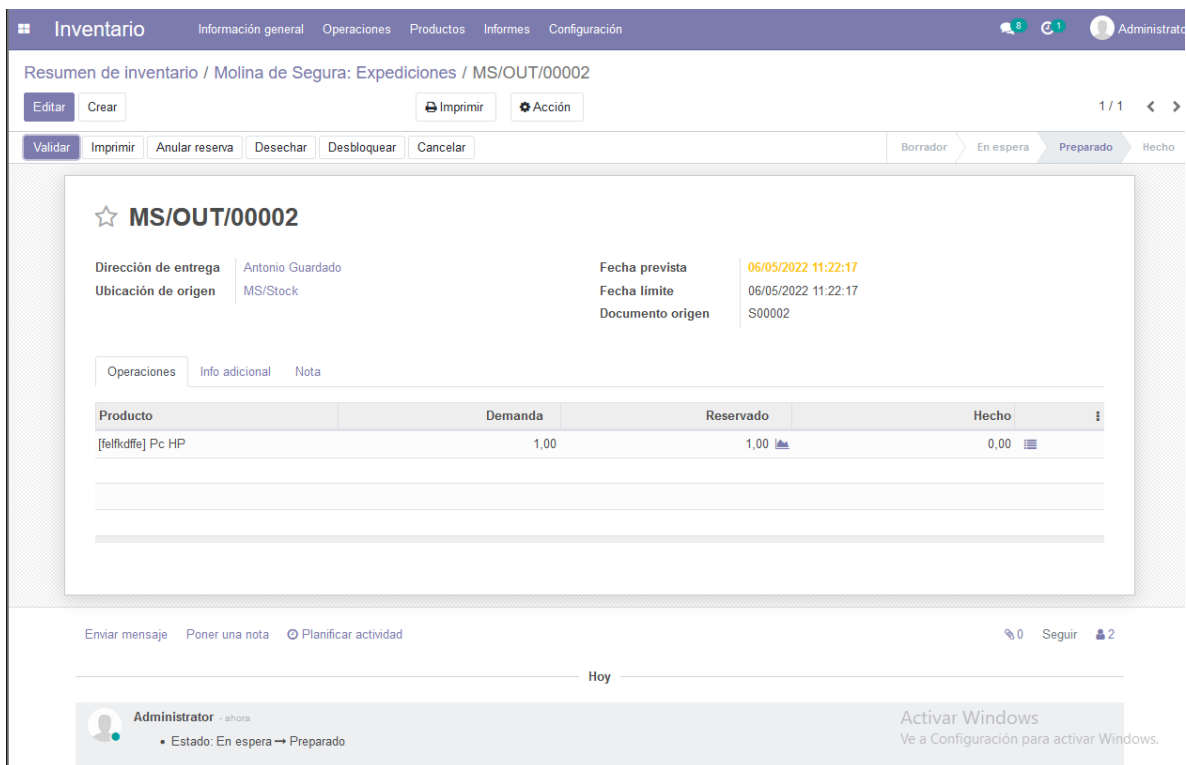 Inventario Información general Operaciones Productos Informes Configuración 8 1 Administrato
Resumen de inventario / Molina de Segura: Expediciones / MS/OUT/00002
Editar Crear Imprimir Acción 1 / 1
Validar Imprimir Anular reserva Desechar Desbloquear Cancelar Borrador En espera Preparado Hecho
MS/OUT/00002
Dirección de entrega Antonio Guardado Fecha prevista 06/05/2022 11:22:17
Ubicación de origen MS/Stock Fecha límite 06/05/2022 11:22:17
Documento origen S00002
Operaciones Info adicional Nota
Producto Demanda Reservado Hecho
[felfkdffe] Pc HP 1,00 1,00 0,00
Enviar mensaje Poner una nota Planificar actividad 0 Seguir 2
Hoy
Administrator - ahora
• Estado: En espera → Preparado
Activar Windows
Ve a Configuración para activar Windows.